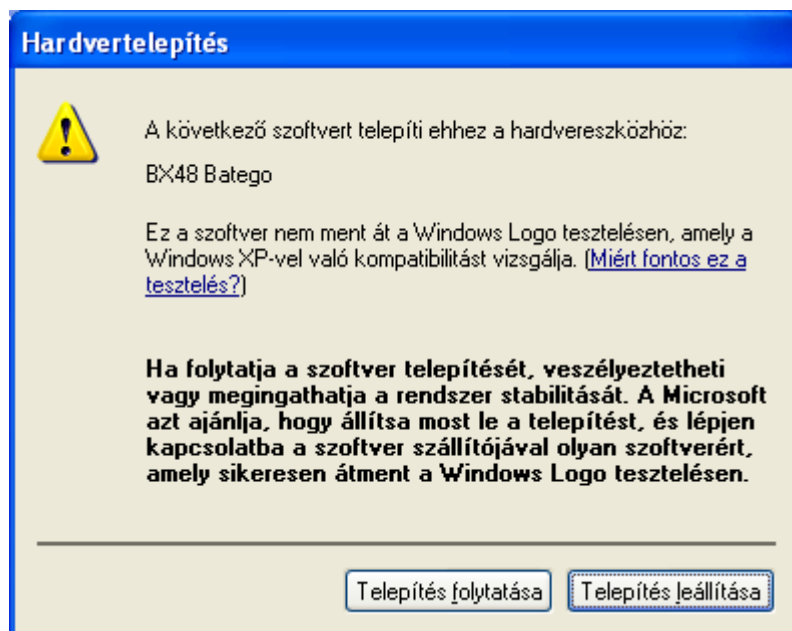 Hardvertelepítés
A következő szoftvert telepíti ehhez a hardvereszközhöz:
BX48 Batego
Ez a szoftver nem ment át a Windows Logo tesztelésen, amely a
Windows XP-vel való kompatibilitást vizsgálja. (Miért fontos ez a
tesztelés?)
Ha folytatja a szoftver telepítését, veszélyeztetheti
vagy megingathatja a rendszer stabilitását. A Microsoft
azt ajánlja, hogy állítsa most le a telepítést, és lépjen
kapcsolatba a szoftver szállítójával olyan szoftverért,
amely sikeresen átment a Windows Logo tesztelésen.
Telepítés folytatása Telepítés leállítása